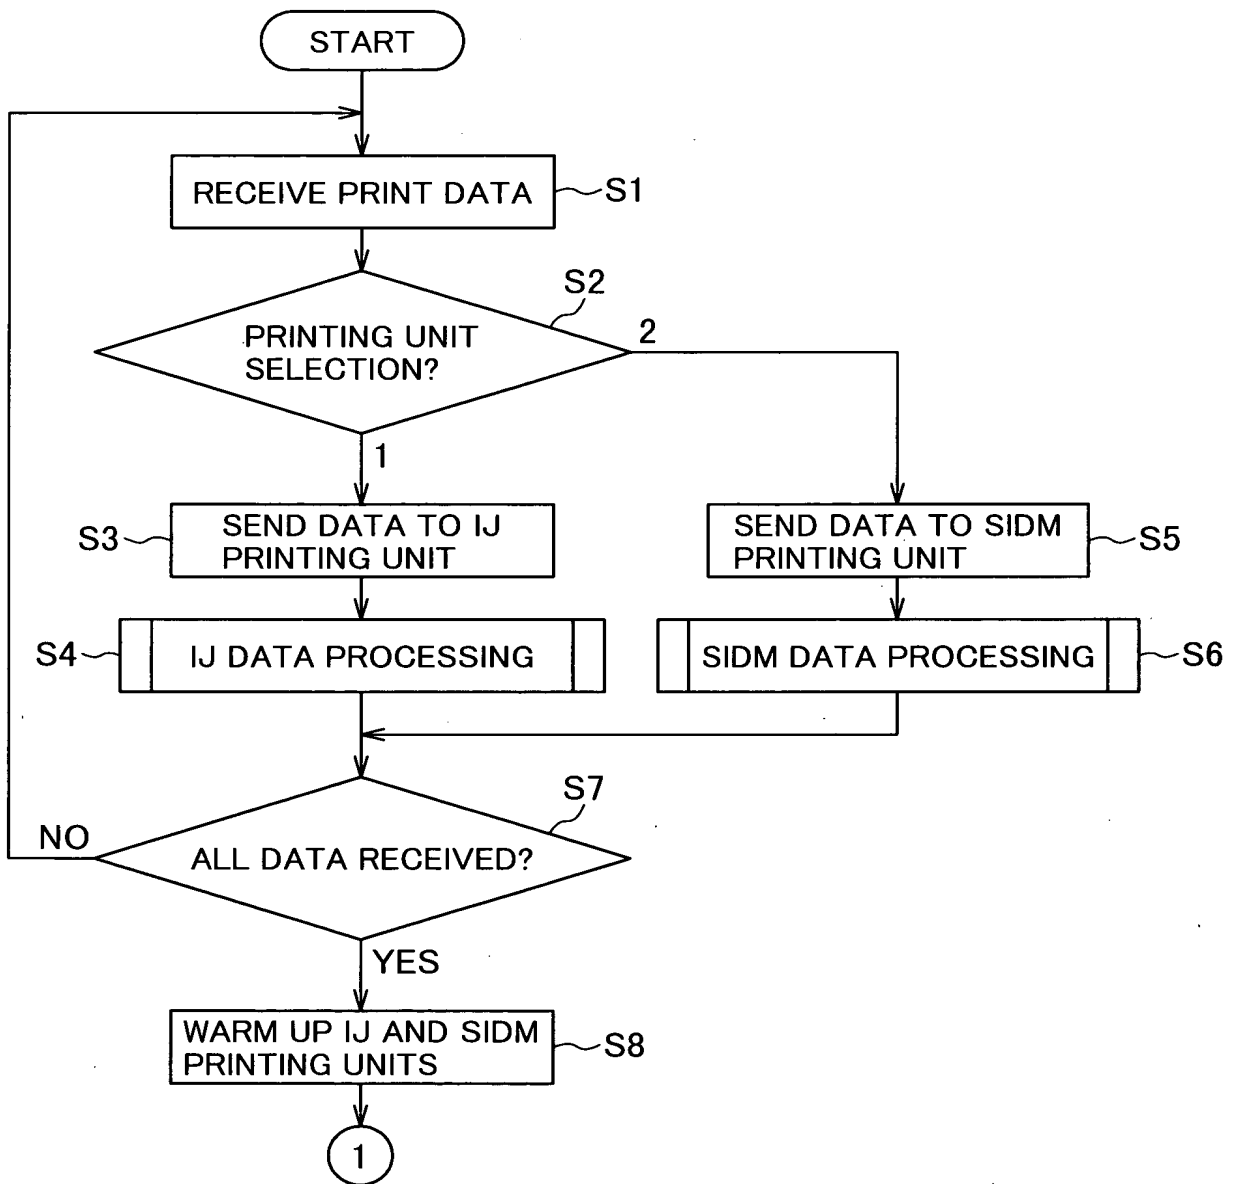 START
RECEIVE PRINT DATA
S1
S2
PRINTING UNIT
SELECTION?
2
1
S3
SEND DATA TO IJ
PRINTING UNIT
SEND DATA TO SIDM
PRINTING UNIT
S5
S4
IJ DATA PROCESSING
SIDM DATA PROCESSING
S6
S7
NO
ALL DATA RECEIVED?
YES
WARM UP IJ AND SIDM
PRINTING UNITS
S8
1